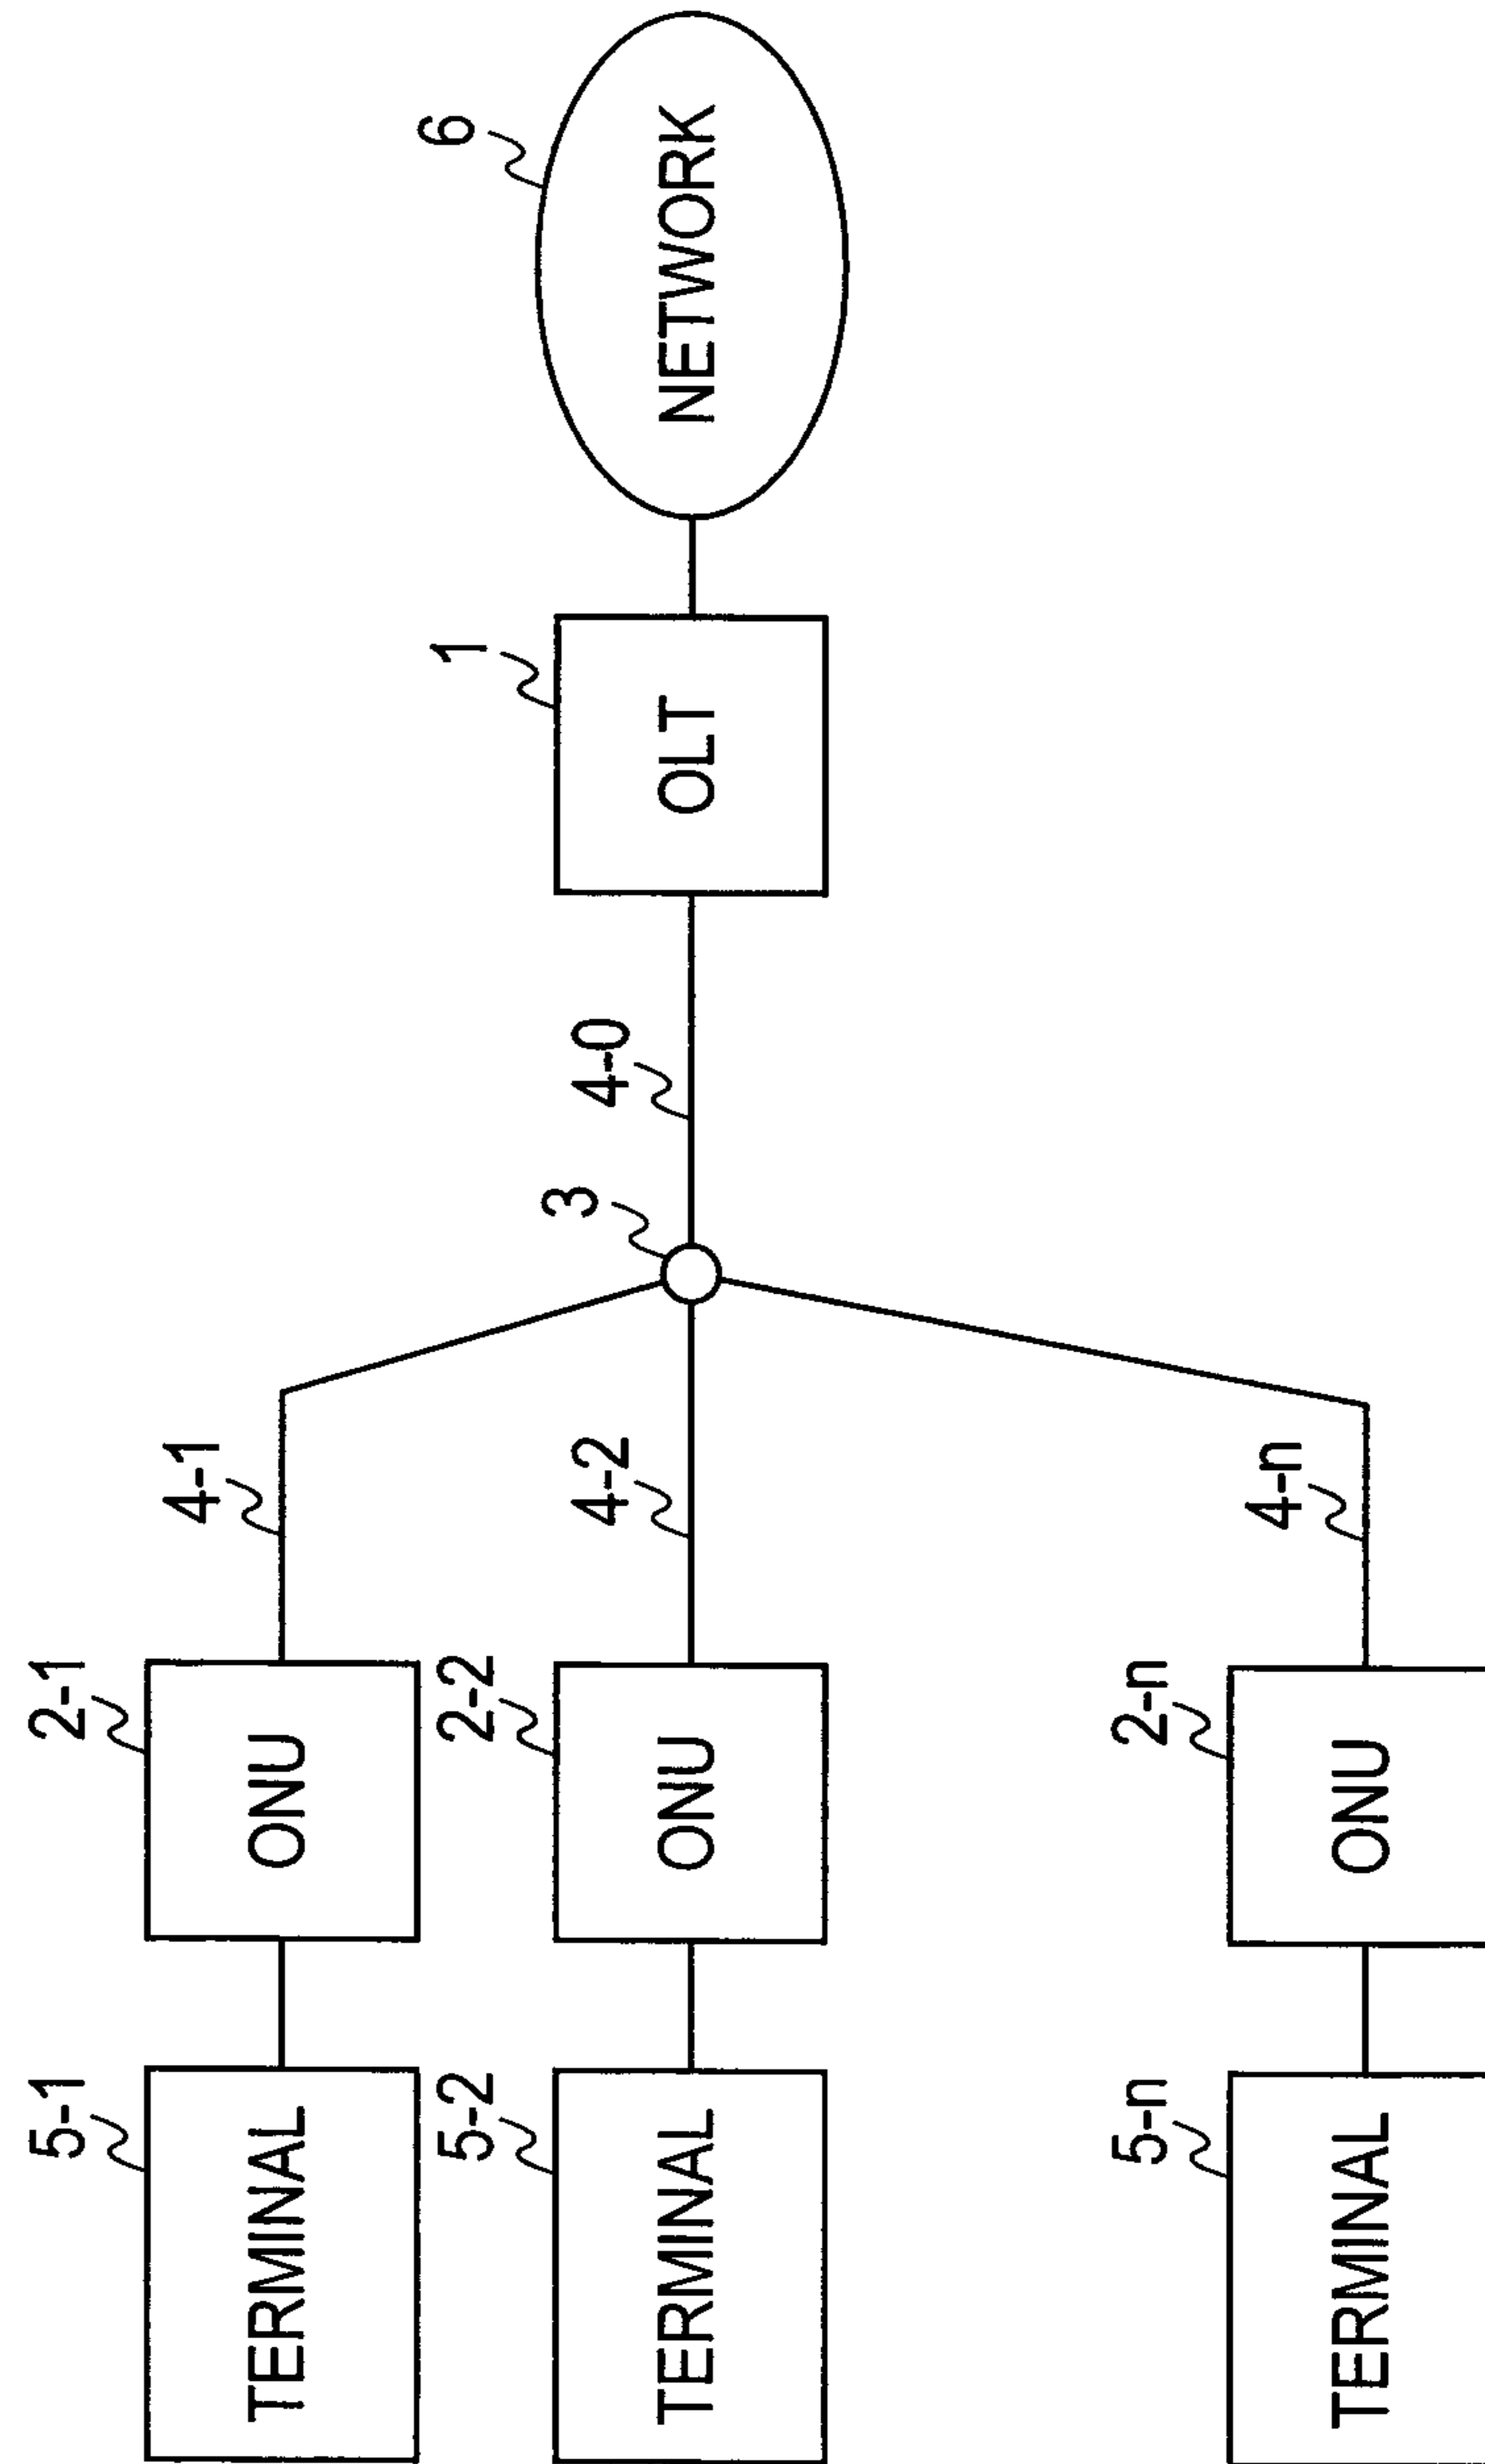 5-1
TERMINAL
2-1
ONU
4-1
5-2
TERMINAL
2-2
ONU
4-2
3
4-0
1
OLT
6
NETWORK
5-n
TERMINAL
2-n
ONU
4-n